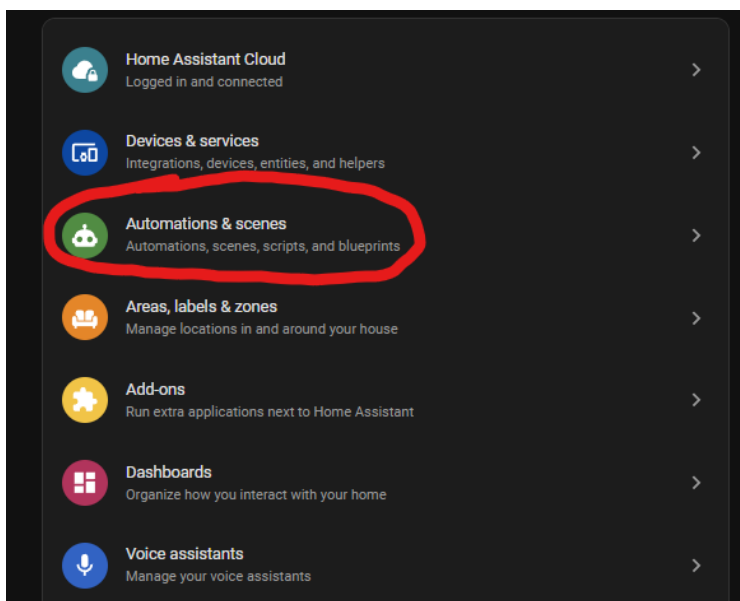 Home Assistant Cloud
Logged in and connected
Devices & services
Integrations, devices, entities, and helpers
Automations & scenes
Automations, scenes, scripts, and blueprints
Areas, labels & zones
Manage locations in and around your house
Add-ons
Run extra applications next to Home Assistant
Dashboards
Organize how you interact with your home
Voice assistants
Manage your voice assistants